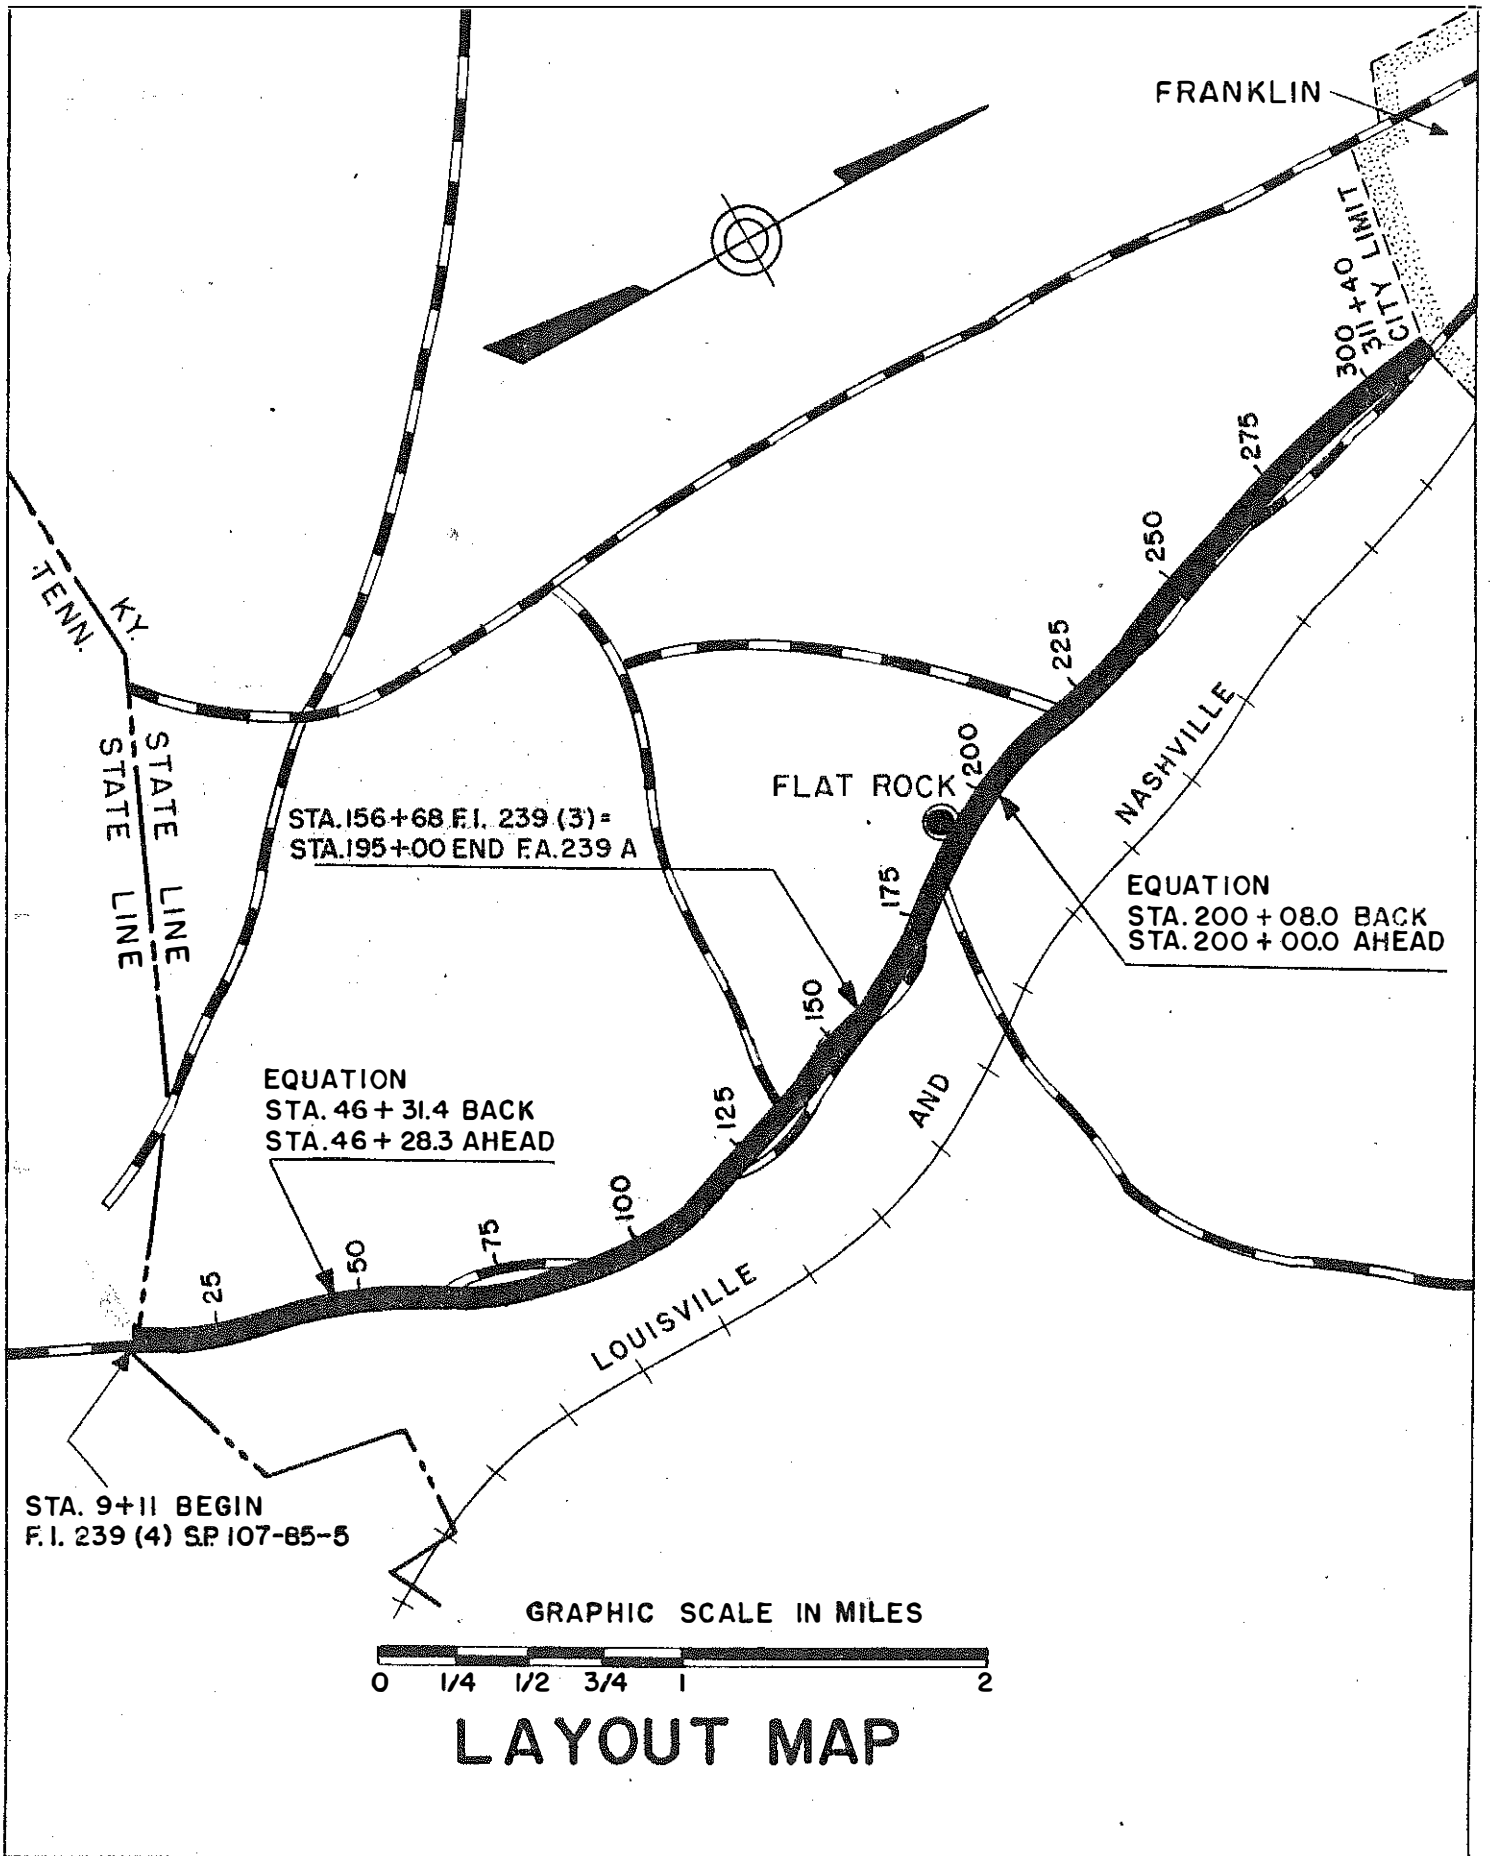 FRANKLIN
CITY LIMIT
311+40
300
275
250
225
200
175
150
125
100
75
50
25
TENN.
KY.
STATE LINE
STATE LINE
FLAT ROCK
STA.156+68 F.I. 239 (3)=
STA.195+00 END F.A.239 A
EQUATION
STA. 200+08.0 BACK
STA. 200+00.0 AHEAD
EQUATION
STA. 46+31.4 BACK
STA. 46+28.3 AHEAD
LOUISVILLE AND NASHVILLE
STA. 9+11 BEGIN
F.I. 239 (4) S.P. 107-85-5
GRAPHIC SCALE IN MILES
0 1/4 1/2 3/4 1 2
LAYOUT MAP